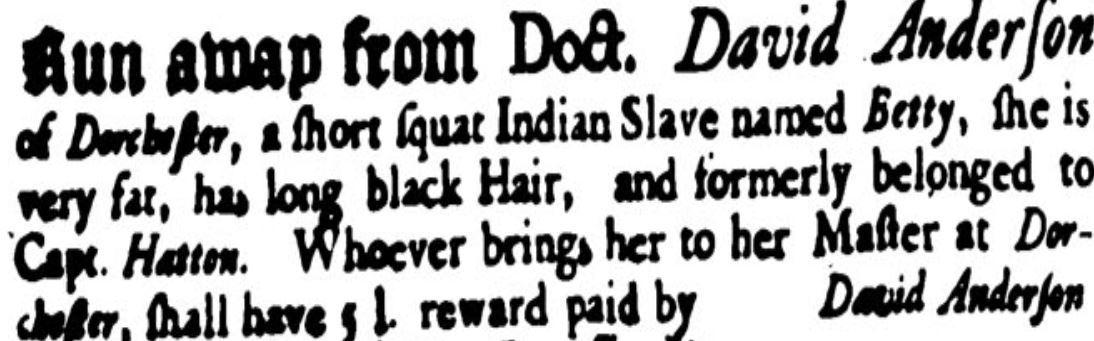 Run away from Doct. David Anderſon
of Dorcheſter, a ſhort ſquat Indian Slave named Betty, ſhe is
very fat, has long black Hair, and formerly belonged to
Capt. Hatton. Whoever brings her to her Maſter at Dor-
cheſter, ſhall have 5 l. reward paid by David Anderſon